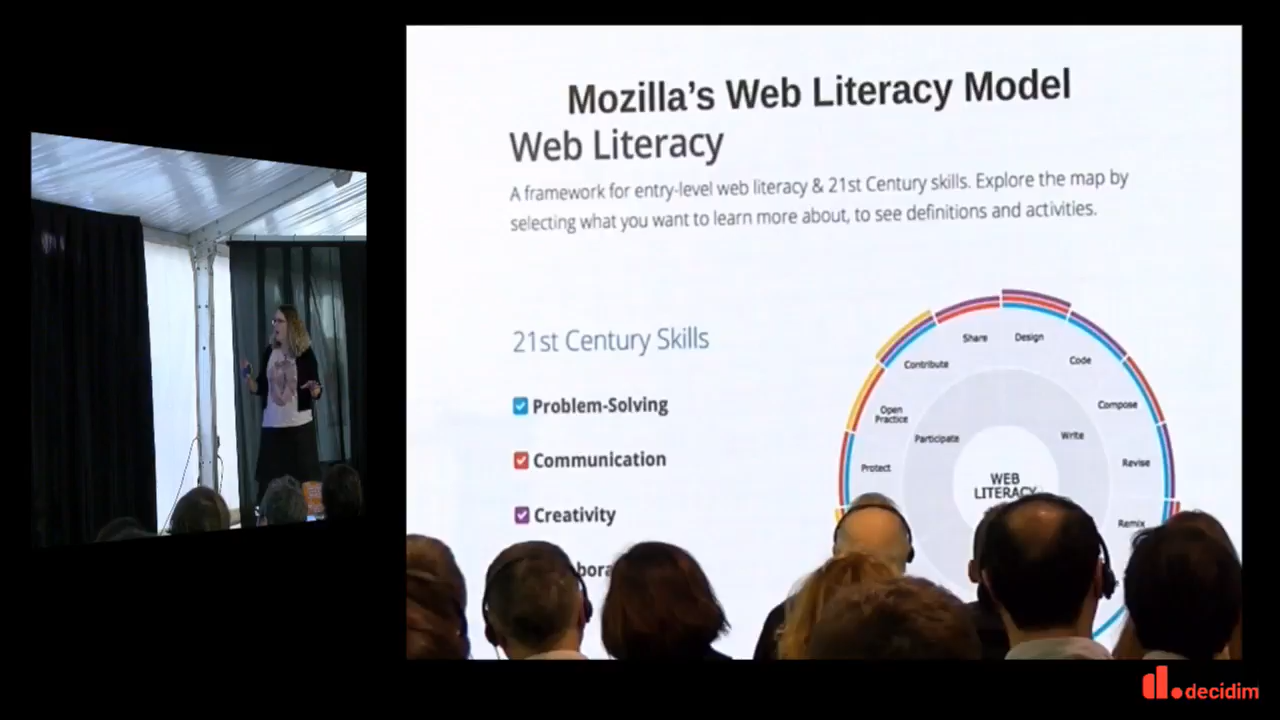 Mozilla's Web Literacy Model
Web Literacy
A framework for entry-level web literacy & 21st Century skills. Explore the map by
selecting what you want to learn more about, to see definitions and activities.
21st Century Skills
Problem-Solving
Communication
Creativity
Share
Design
Contribute
Code
Open
Practice
Compose
Participate
Write
Protect
Revise
WEB
LITERACY
Remix
decidim